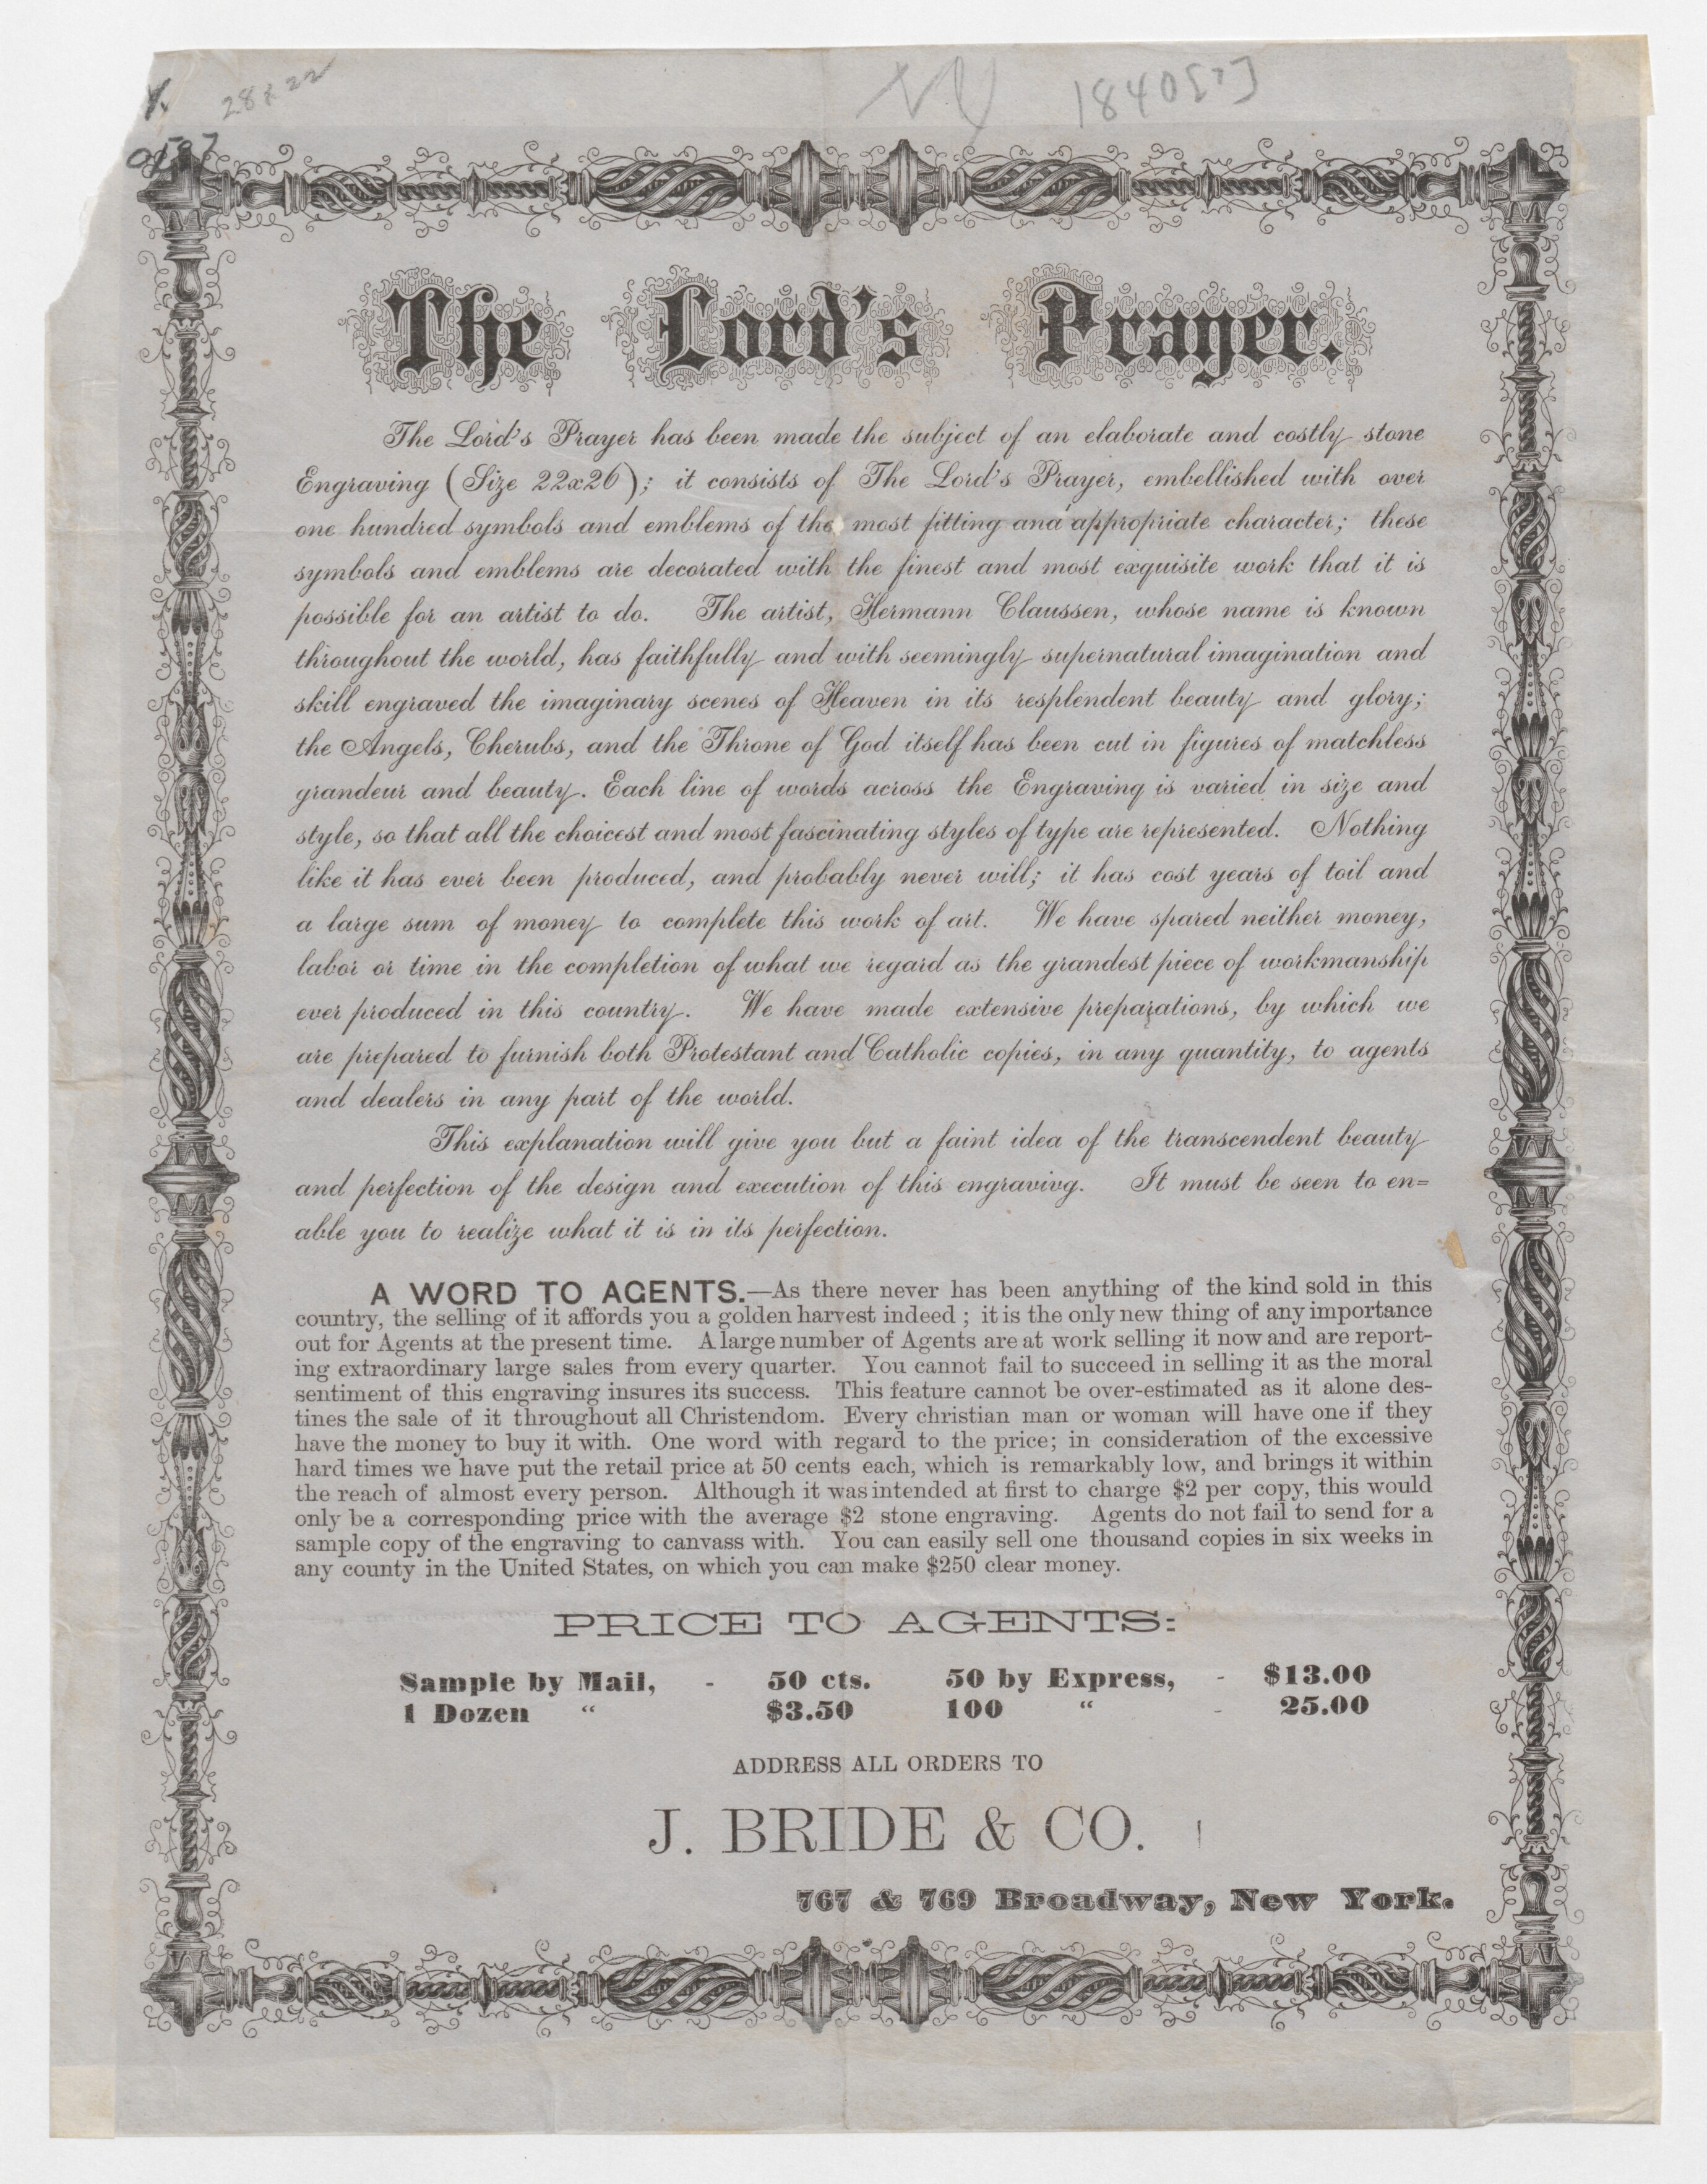 28x22
1840[?]
The Lord's Prayer.
The Lord's Prayer has been made the subject of an elaborate and costly stone
Engraving (Size 22x26); it consists of The Lord's Prayer, embellished with over
one hundred symbols and emblems of the most fitting and appropriate character; these
symbols and emblems are decorated with the finest and most exquisite work that it is
possible for an artist to do. The artist, Hermann Claussen, whose name is known
throughout the world, has faithfully and with seemingly supernatural imagination and
skill engraved the imaginary scenes of Heaven in its resplendent beauty and glory;
the Angels, Cherubs, and the Throne of God itself has been cut in figures of matchless
grandeur and beauty. Each line of words across the Engraving is varied in size and
style, so that all the choicest and most fascinating styles of type are represented. Nothing
like it has ever been produced, and probably never will; it has cost years of toil and
a large sum of money to complete this work of art. We have spared neither money,
labor or time in the completion of what we regard as the grandest piece of workmanship
ever produced in this country. We have made extensive preparations, by which we
are prepared to furnish both Protestant and Catholic copies, in any quantity, to agents
and dealers in any part of the world.
This explanation will give you but a faint idea of the transcendent beauty
and perfection of the design and execution of this engravivg. It must be seen to en=
able you to realize what it is in its perfection.
A WORD TO AGENTS.—As there never has been anything of the kind sold in this
country, the selling of it affords you a golden harvest indeed ; it is the only new thing of any importance
out for Agents at the present time. A large number of Agents are at work selling it now and are report-
ing extraordinary large sales from every quarter. You cannot fail to succeed in selling it as the moral
sentiment of this engraving insures its success. This feature cannot be over-estimated as it alone des-
tines the sale of it throughout all Christendom. Every christian man or woman will have one if they
have the money to buy it with. One word with regard to the price; in consideration of the excessive
hard times we have put the retail price at 50 cents each, which is remarkably low, and brings it within
the reach of almost every person. Although it was intended at first to charge $2 per copy, this would
only be a corresponding price with the average $2 stone engraving. Agents do not fail to send for a
sample copy of the engraving to canvass with. You can easily sell one thousand copies in six weeks in
any county in the United States, on which you can make $250 clear money.
PRICE TO AGENTS:
Sample by Mail, - 50 cts. 50 by Express, - $13.00
1 Dozen " $3.50 100 " - 25.00
ADDRESS ALL ORDERS TO
J. BRIDE & CO.
767 & 769 Broadway, New York.